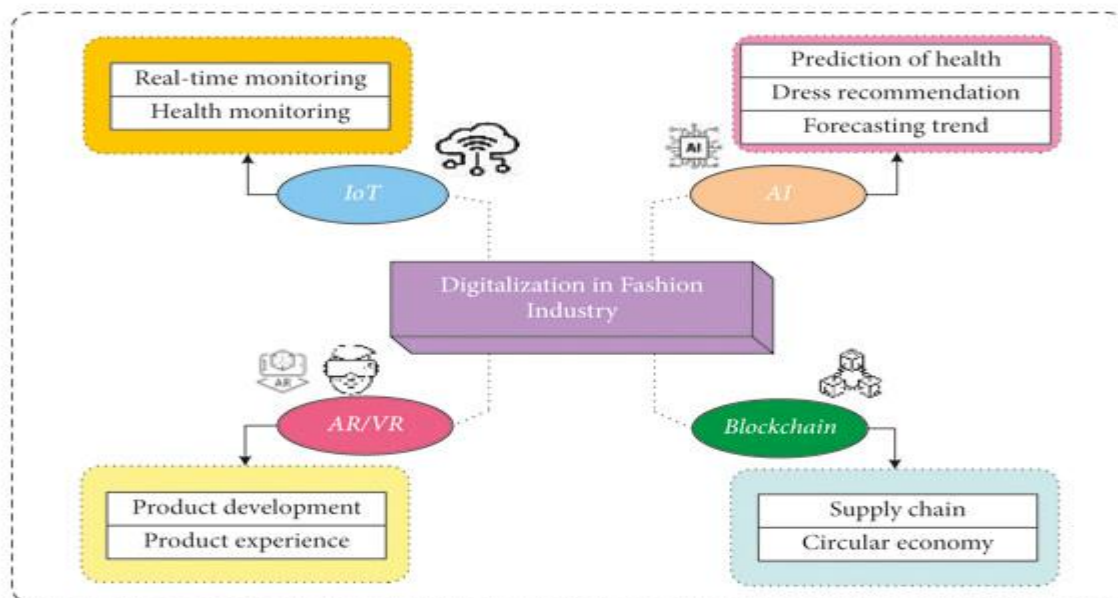 Real-time monitoring
Health monitoring
IoT
Prediction of health
Dress recommendation
Forecasting trend
AI
AI
Digitalization in Fashion
Industry
AR
AR/VR
Product development
Product experience
Blockchain
Supply chain
Circular economy